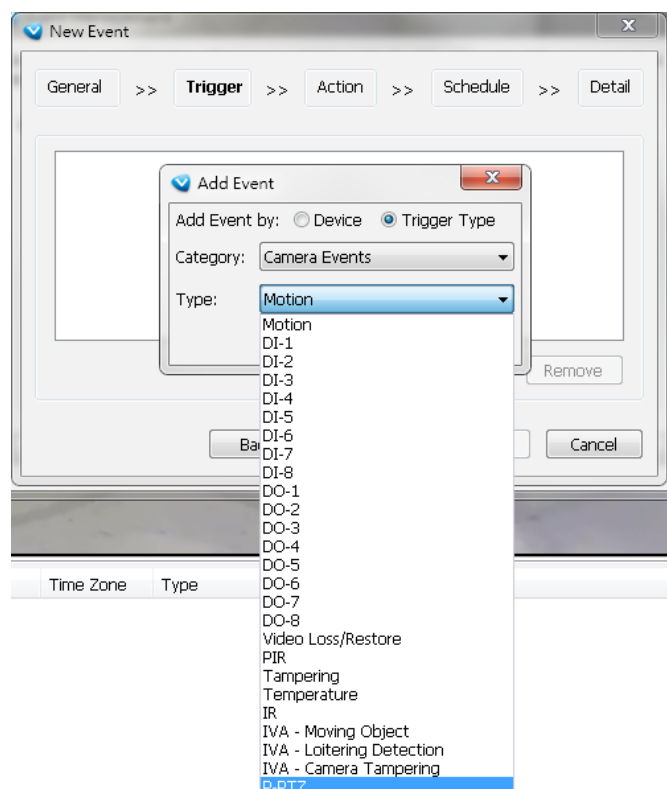 New Event
General >> Trigger >> Action >> Schedule >> Detail
Add Event
Add Event by: Device Trigger Type
Category: Camera Events
Type: Motion
Motion
DI-1
DI-2
DI-3
DI-4
DI-5
DI-6
DI-7
DI-8
DO-1
DO-2
DO-3
DO-4
DO-5
DO-6
DO-7
DO-8
Video Loss/Restore
PIR
Tampering
Temperature
IR
IVA - Moving Object
IVA - Loitering Detection
IVA - Camera Tampering
Remove
Cancel
Time Zone Type